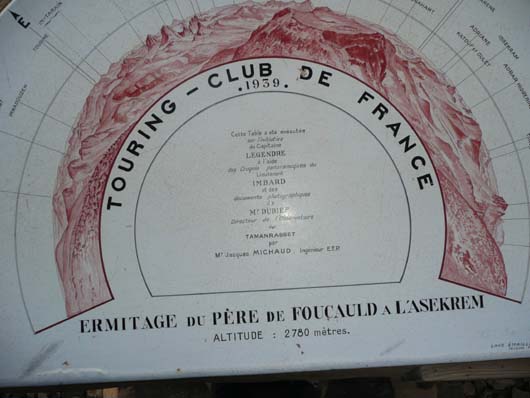 TOURING - CLUB DE FRANCE
.1939.
Cette Table a été exécutée
sur l'initiative
du Capitaine
LEGENDRE
à l'aide
des Croquis panoramiques du
Lieutenant
IMBARD
et des
documents photographiques
de
Mr DUBIEF
Directeur de l'Observatoire
de
TAMANRASSET
par
Mr Jacques MICHAUD, Ingénieur EEP
ERMITAGE DU PÈRE DE FOUÇAULD A L'ASEKREM
ALTITUDE : 2780 mètres.
E